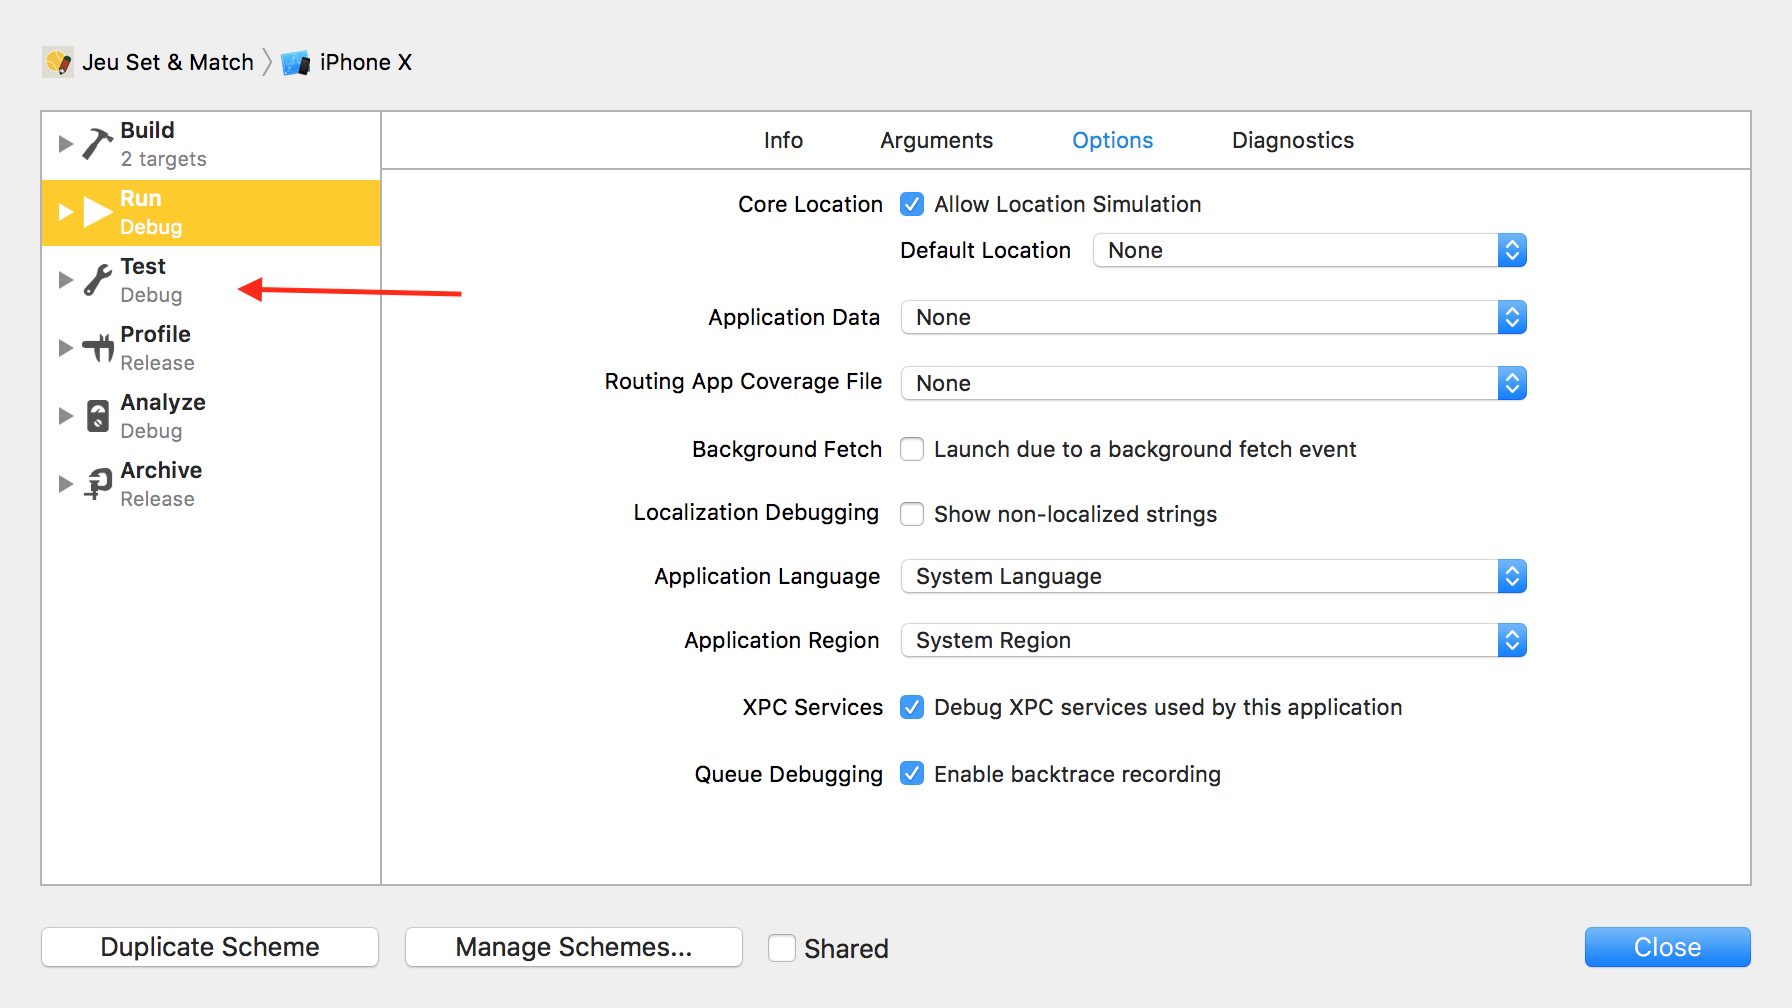 Jeu Set & Match iPhone X
Build
2 targets
Run
Debug
Test
Debug
Profile
Release
Analyze
Debug
Archive
Release
Info Arguments Options Diagnostics
Core Location Allow Location Simulation
Default Location None
Application Data None
Routing App Coverage File None
Background Fetch Launch due to a background fetch event
Localization Debugging Show non-localized strings
Application Language System Language
Application Region System Region
XPC Services Debug XPC services used by this application
Queue Debugging Enable backtrace recording
Duplicate Scheme Manage Schemes... Shared Close